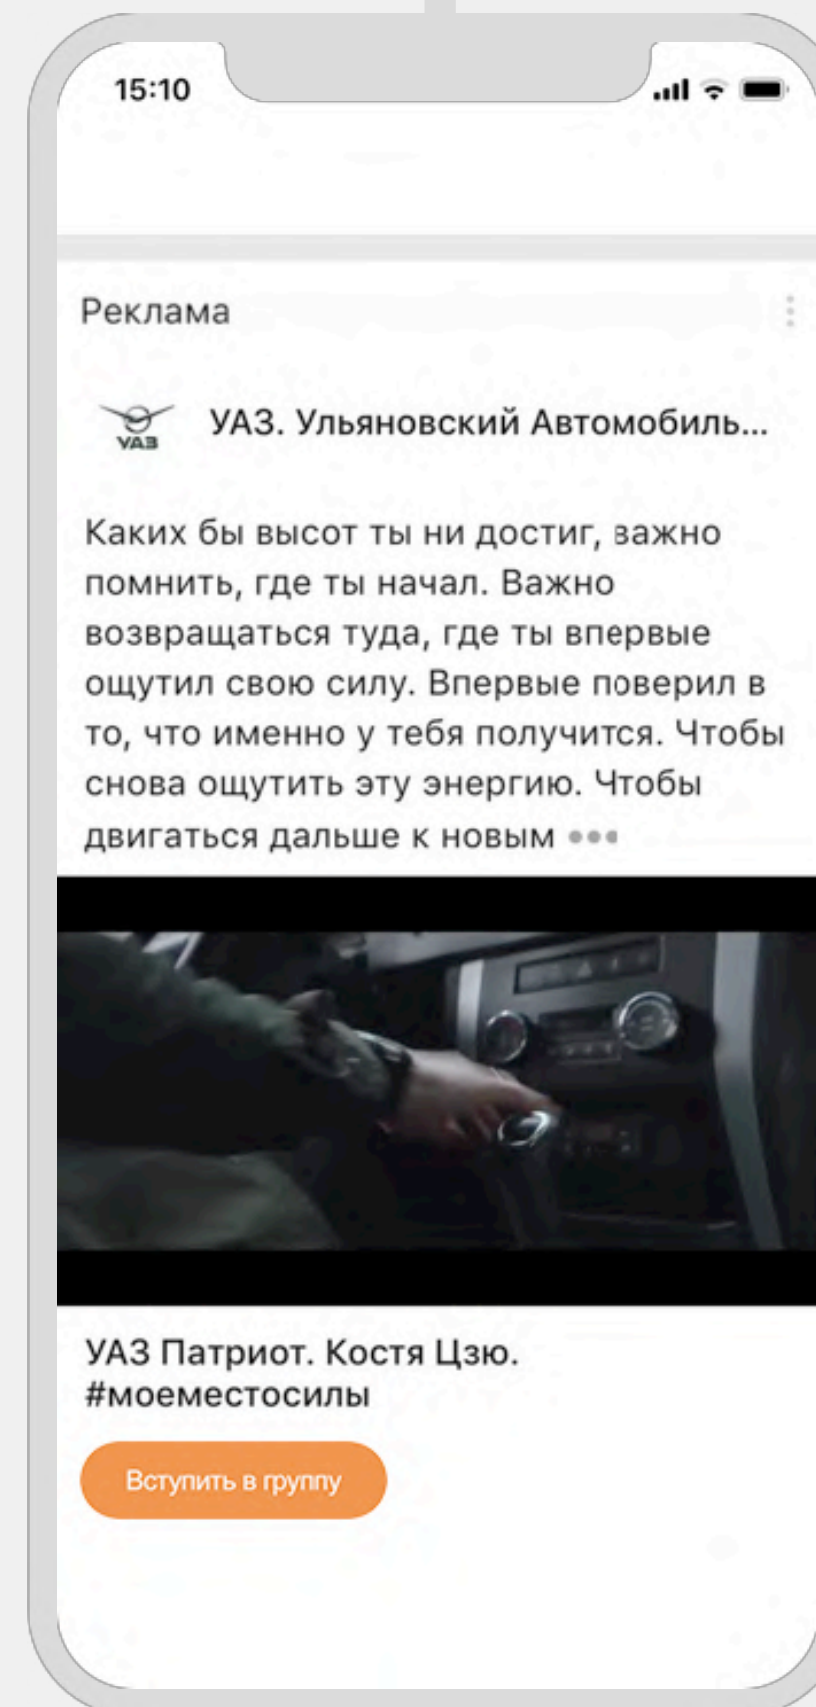 15:10
Реклама
УАЗ
УАЗ. Ульяновский Автомобиль...
Каких бы высот ты ни достиг, важно
помнить, где ты начал. Важно
возвращаться туда, где ты впервые
ощутил свою силу. Впервые поверил в
то, что именно у тебя получится. Чтобы
снова ощутить эту энергию. Чтобы
двигаться дальше к новым •••
УАЗ Патриот. Костя Цзю.
#моеместосилы
Вступить в группу